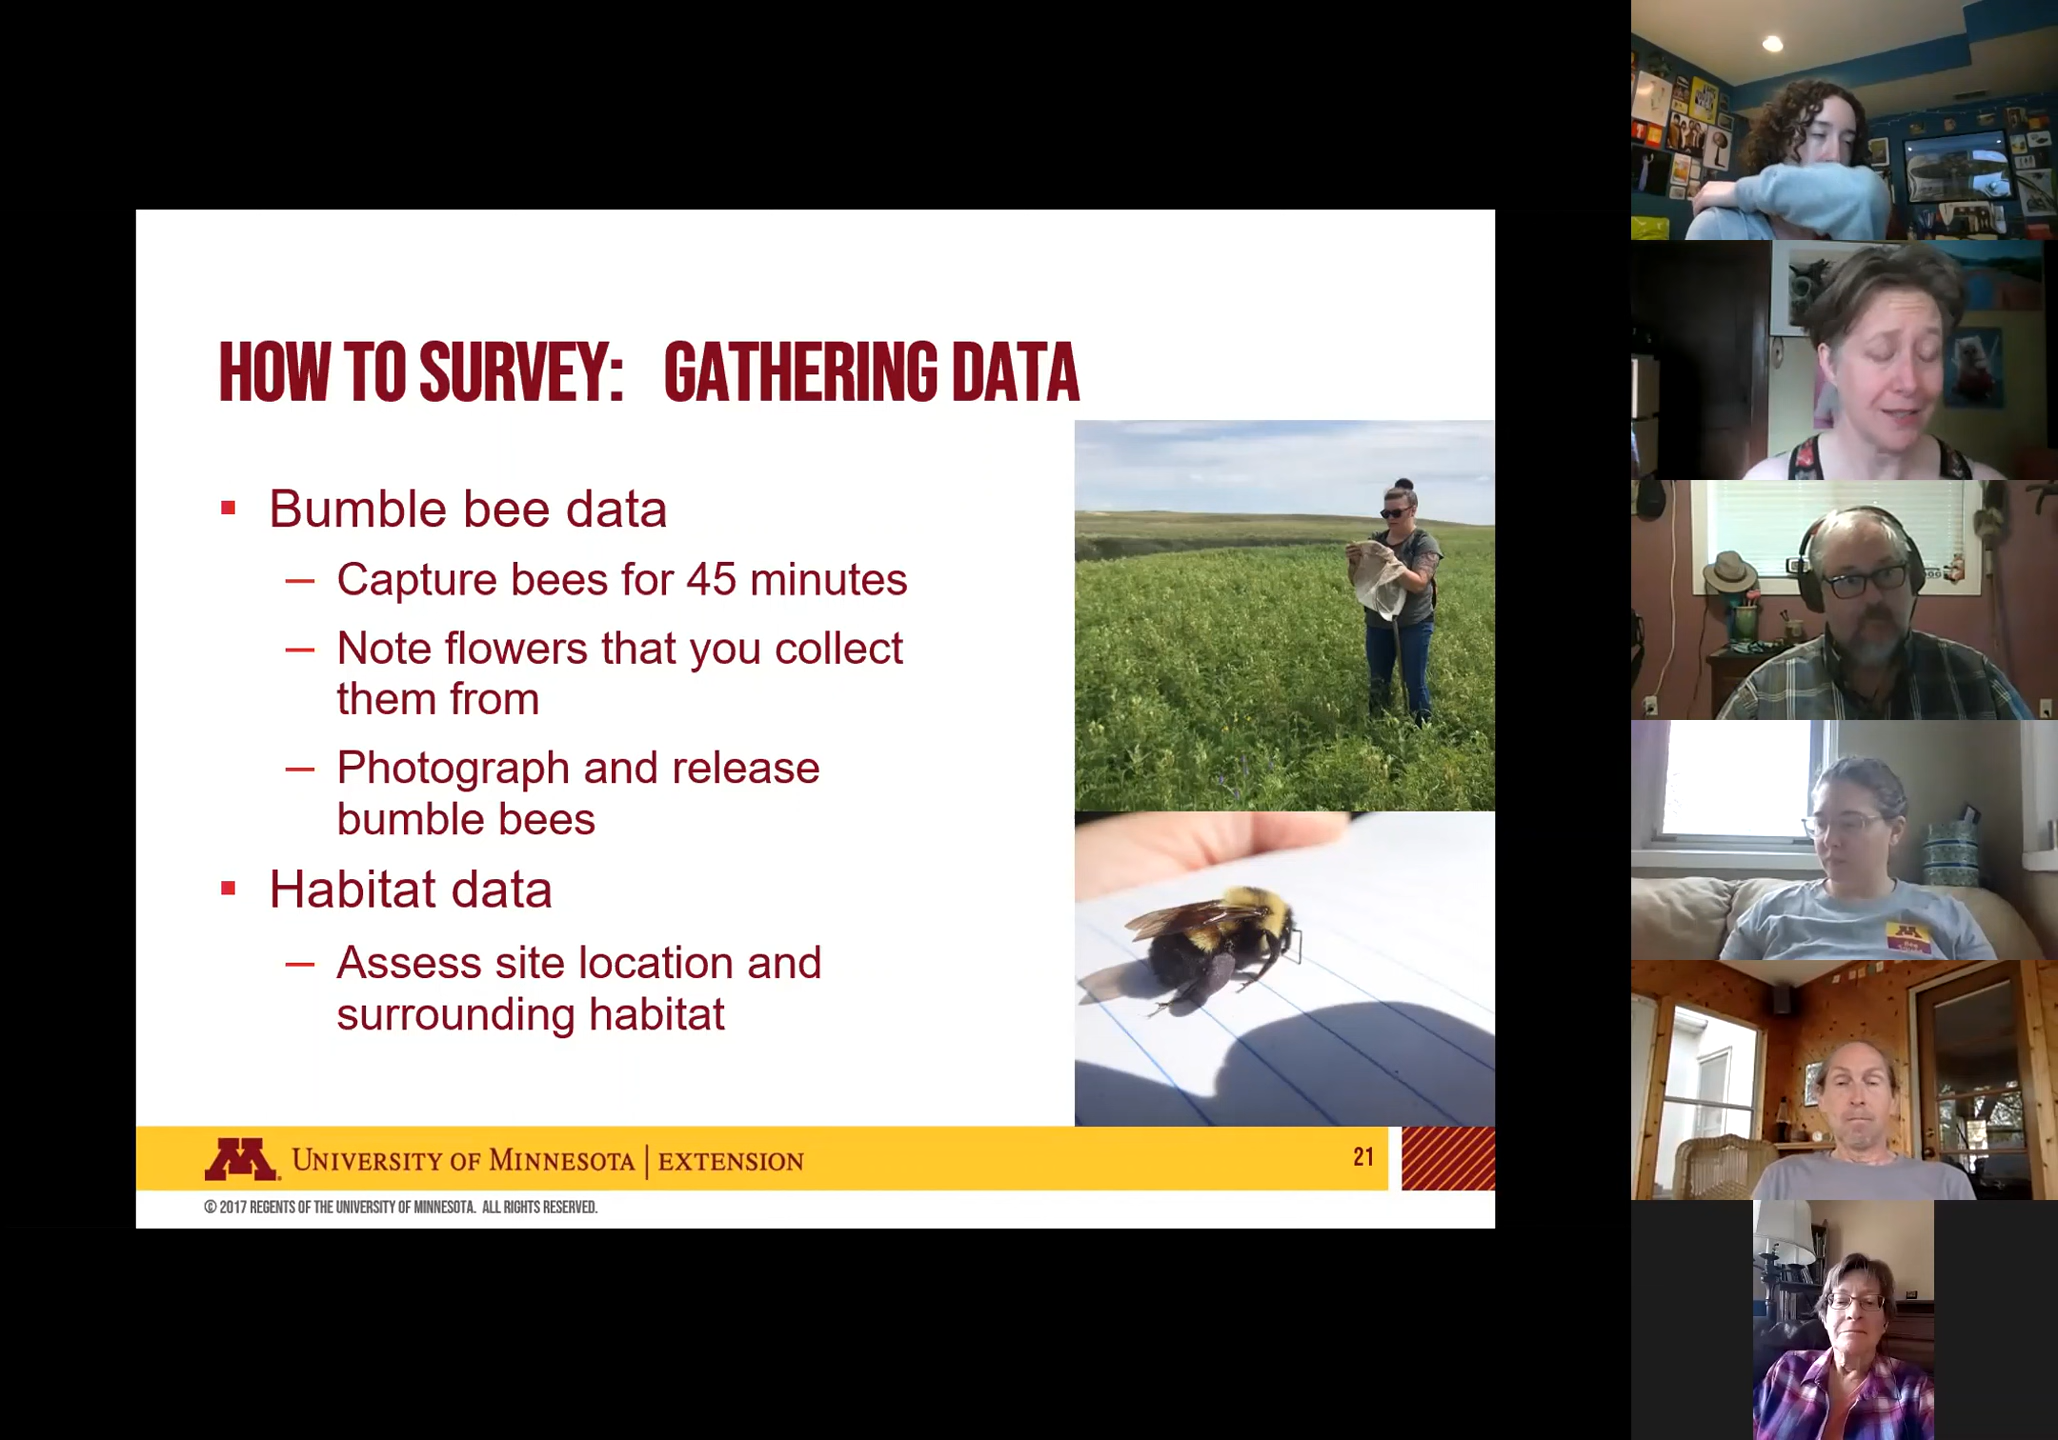 HOW TO SURVEY: GATHERING DATA
▪ Bumble bee data
– Capture bees for 45 minutes
– Note flowers that you collect
them from
– Photograph and release
bumble bees
▪ Habitat data
– Assess site location and
surrounding habitat
M UNIVERSITY OF MINNESOTA | EXTENSION
21
© 2017 REGENTS OF THE UNIVERSITY OF MINNESOTA. ALL RIGHTS RESERVED.